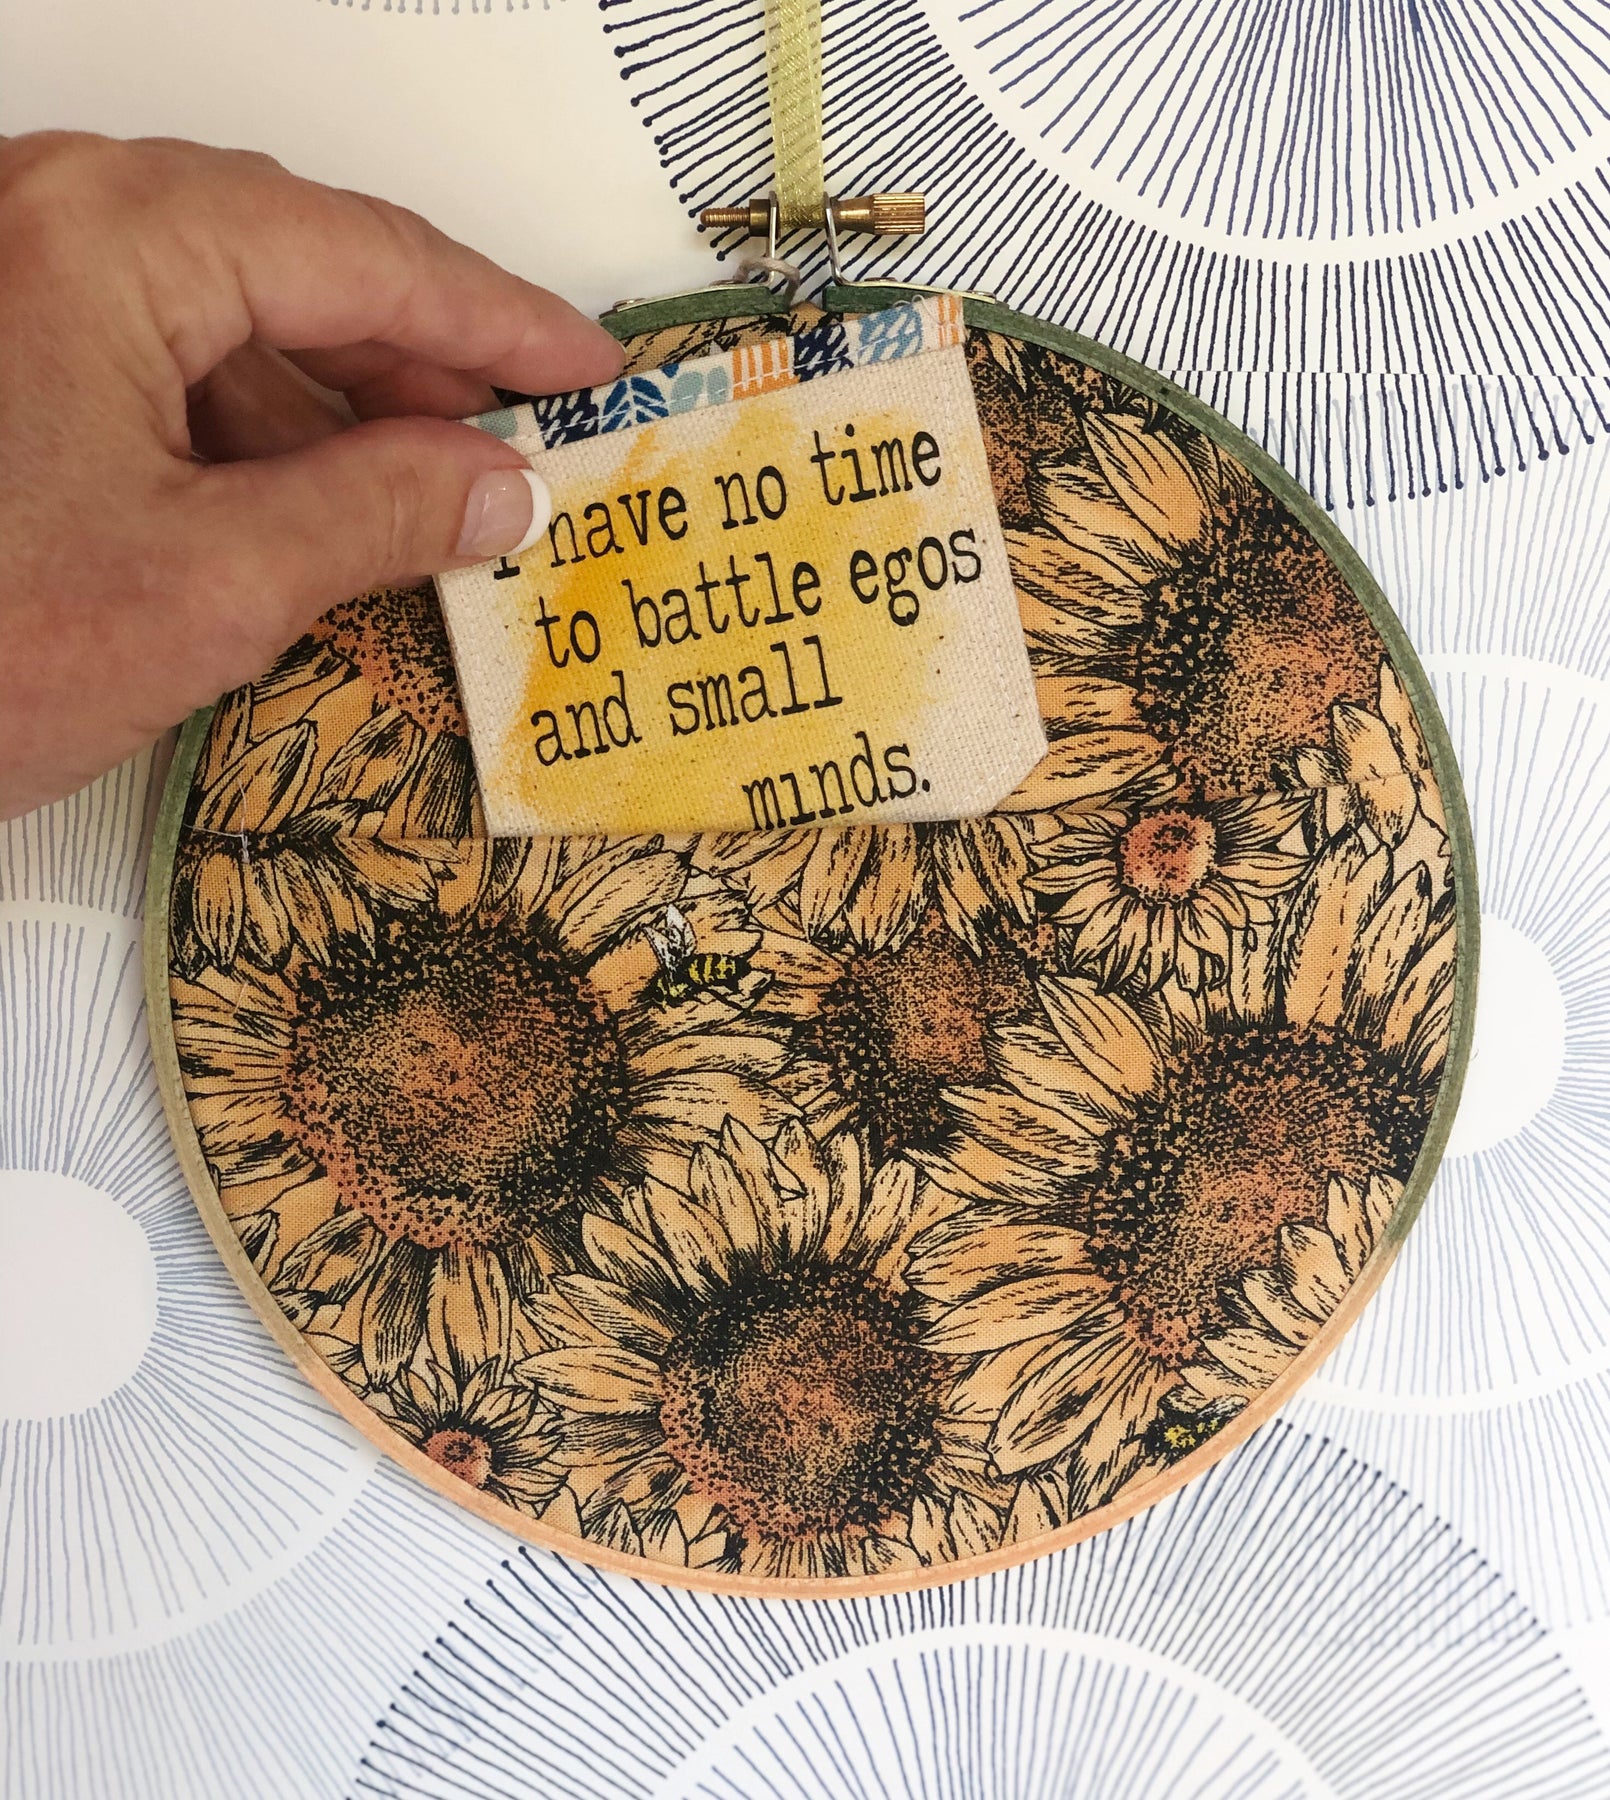 I have no time
to battle egos
and small
minds.